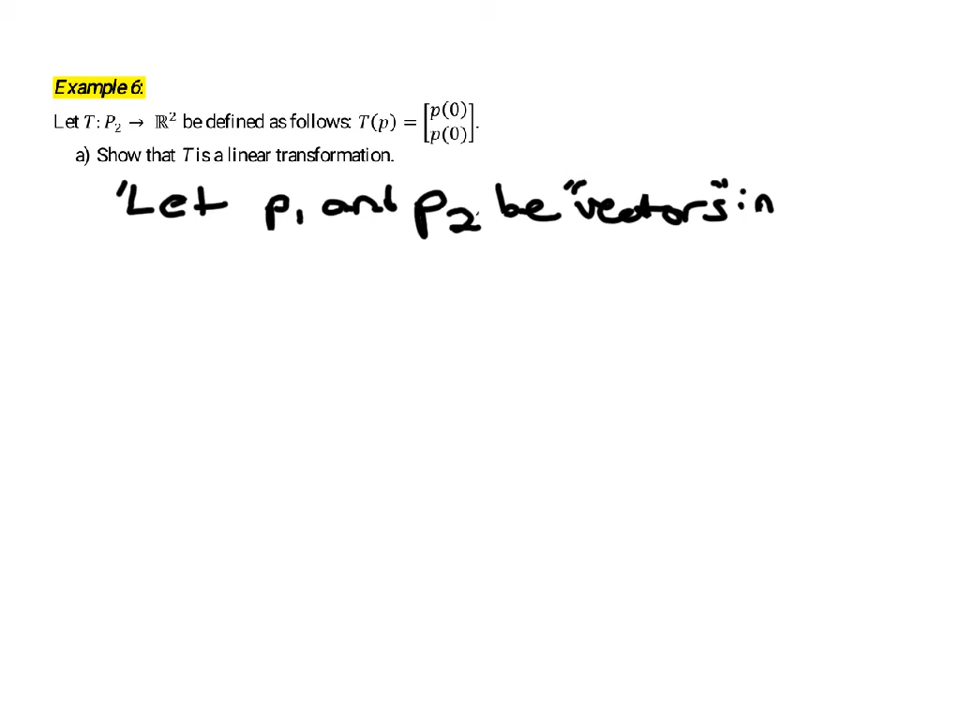 Example 6:
Let T: P₂ → ℝ² be defined as follows: T(p) = [p(0) p(0)].
a) Show that T is a linear transformation.
Let p₁ and p₂ be "vectors" in